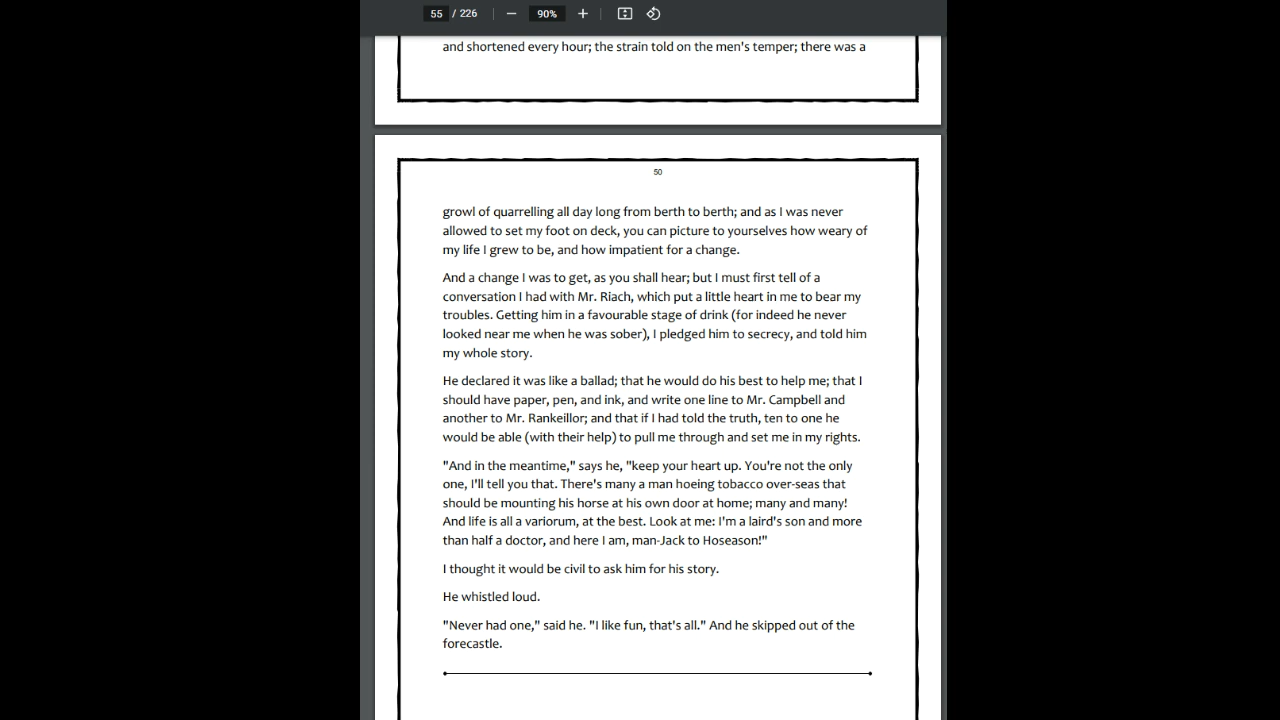 55 / 226
90%
and shortened every hour; the strain told on the men's temper; there was a
50
growl of quarrelling all day long from berth to berth; and as I was never
allowed to set my foot on deck, you can picture to yourselves how weary of
my life I grew to be, and how impatient for a change.
And a change I was to get, as you shall hear; but I must first tell of a
conversation I had with Mr. Riach, which put a little heart in me to bear my
troubles. Getting him in a favourable stage of drink (for indeed he never
looked near me when he was sober), I pledged him to secrecy, and told him
my whole story.
He declared it was like a ballad; that he would do his best to help me; that I
should have paper, pen, and ink, and write one line to Mr. Campbell and
another to Mr. Rankeillor; and that if I had told the truth, ten to one he
would be able (with their help) to pull me through and set me in my rights.
"And in the meantime," says he, "keep your heart up. You're not the only
one, I'll tell you that. There's many a man hoeing tobacco over-seas that
should be mounting his horse at his own door at home; many and many!
And life is all a variorum, at the best. Look at me: I'm a laird's son and more
than half a doctor, and here I am, man-Jack to Hoseason!"
I thought it would be civil to ask him for his story.
He whistled loud.
"Never had one," said he. "I like fun, that's all." And he skipped out of the
forecastle.